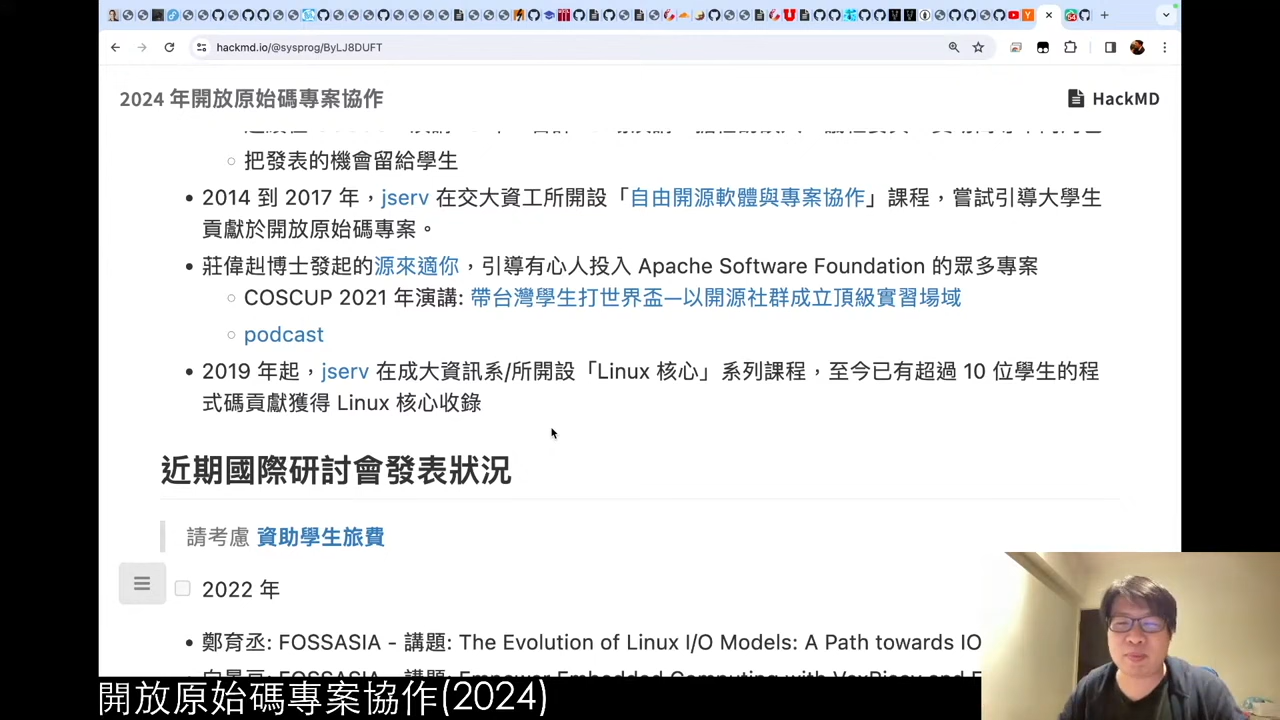 hackmd.io/@sysprog/ByLJ8DUFT
2024 年開放原始碼專案協作
HackMD
把發表的機會留給學生
2014 到 2017 年，jserv 在交大資工所開設「自由開源軟體與專案協作」課程，嘗試引導大學生
貢獻於開放原始碼專案。
莊偉赳博士發起的源來適你，引導有心人投入 Apache Software Foundation 的眾多專案
COSCUP 2021 年演講: 帶台灣學生打世界盃—以開源社群成立頂級實習場域
podcast
2019 年起，jserv 在成大資訊系/所開設「Linux 核心」系列課程，至今已有超過 10 位學生的程
式碼貢獻獲得 Linux 核心收錄
近期國際研討會發表狀況
請考慮 資助學生旅費
2022 年
鄭育丞: FOSSASIA - 講題: The Evolution of Linux I/O Models: A Path towards IO
開放原始碼專案協作(2024)